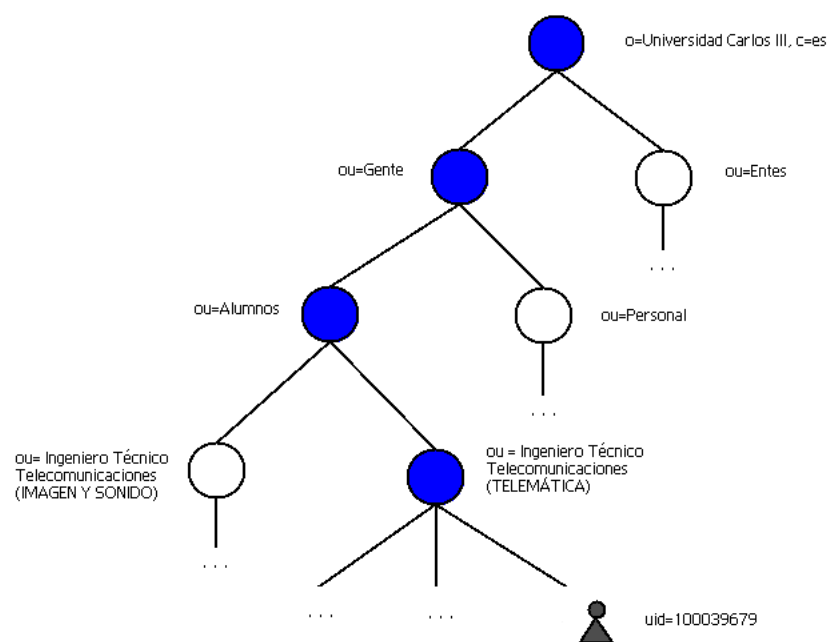 o=Universidad Carlos III, c=es
ou=Gente
ou=Entes
. . .
ou=Alumnos
ou=Personal
. . .
ou= Ingeniero Técnico
Telecomunicaciones
(IMAGEN Y SONIDO)
ou = Ingeniero Técnico
Telecomunicaciones
(TELEMÁTICA)
. . .
. . .
. . .
uid=100039679